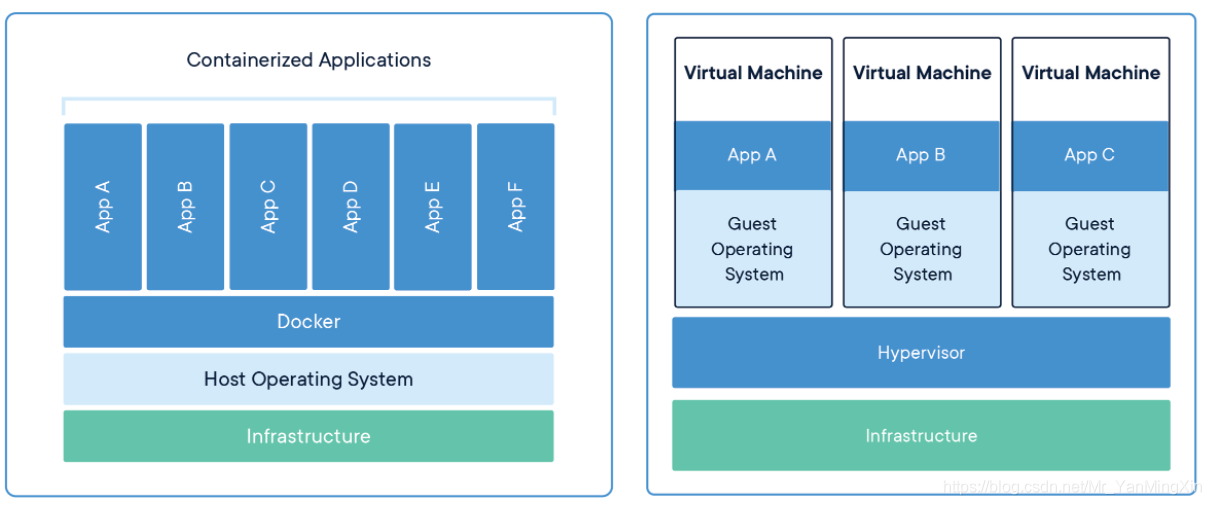 Containerized Applications
App A
App B
App C
App D
App E
App F
Docker
Host Operating System
Infrastructure
Virtual Machine
App A
Guest
Operating
System
Virtual Machine
App B
Guest
Operating
System
Virtual Machine
App C
Guest
Operating
System
Hypervisor
Infrastructure
https://blog.csdn.net/Mr_YanMingXin